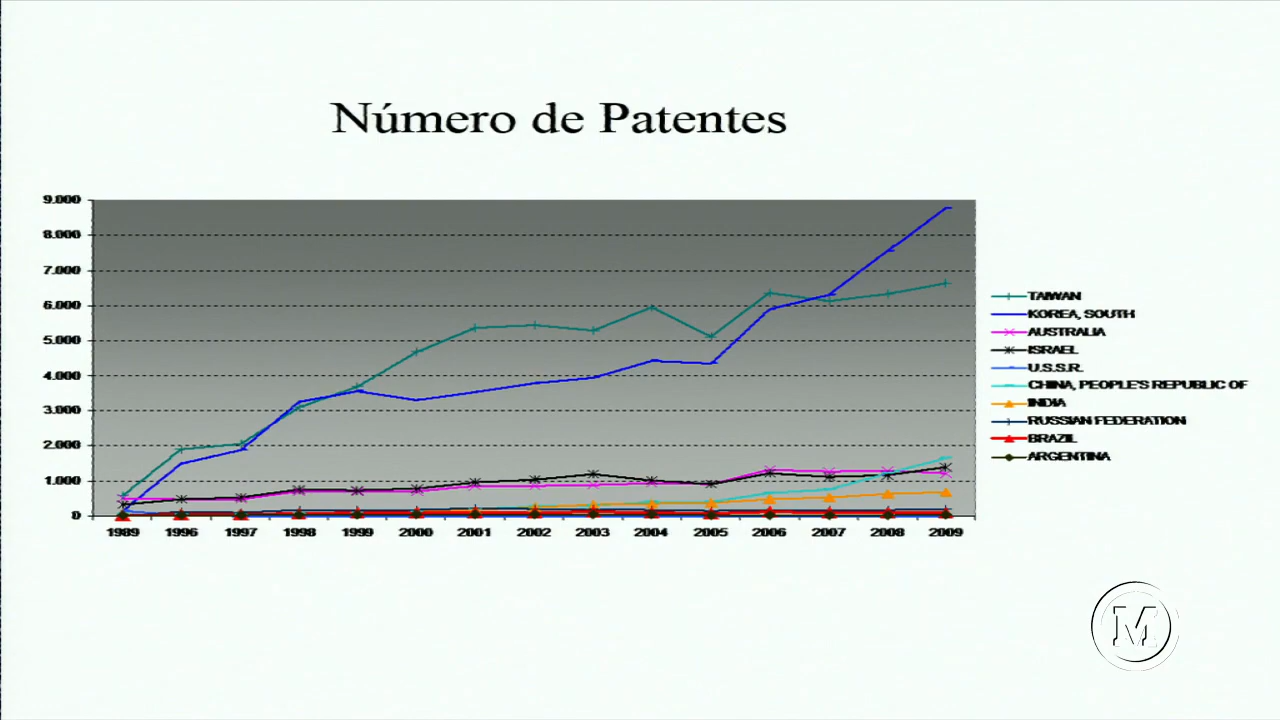 Número de Patentes
9.000
8.000
7.000
6.000
5.000
4.000
3.000
2.000
1.000
0
1989 1996 1997 1998 1999 2000 2001 2002 2003 2004 2005 2006 2007 2008 2009
TAIWAN
KOREA, SOUTH
AUSTRALIA
ISRAEL
U.S.S.R.
CHINA, PEOPLE'S REPUBLIC OF
INDIA
RUSSIAN FEDERATION
BRAZIL
ARGENTINA
M